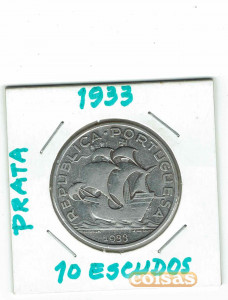 1933
PRATA
REPUBLICA·PORTUGUESA
1933
10 ESCUDOS
coisas